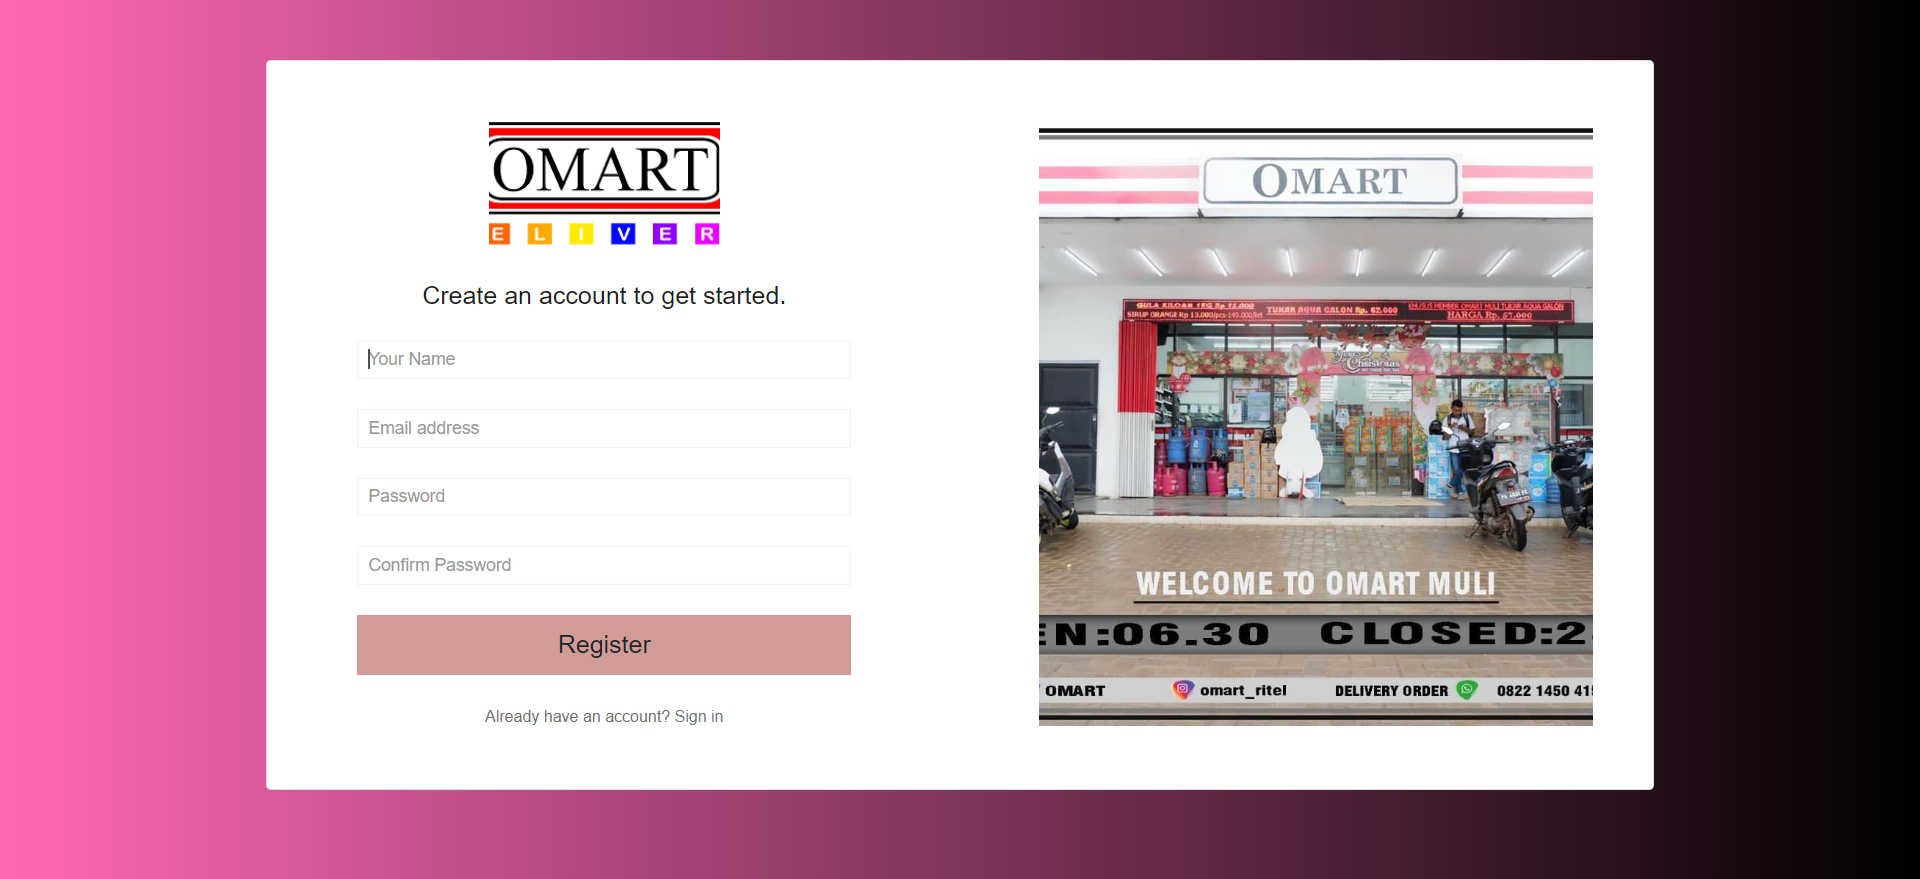 OMART
E L I V E R
Create an account to get started.
Your Name
Email address
Password
Confirm Password
Register
Already have an account? Sign in
OMART
GULA KILOAN 1KG Rp 15.000
SIRUP ORANGE Rp 13.000/pcs-149.000/krt
TUKAR AQUA GALON Rp. 62.000
KHUSUS MEMBER OMART MULI TUKAR AQUA GALON
HARGA Rp. 57.000
Merry Christmas
WELCOME TO OMART MULI
EN:06.30 CLOSED:2
OMART
omart_ritel
DELIVERY ORDER
0822 1450 41